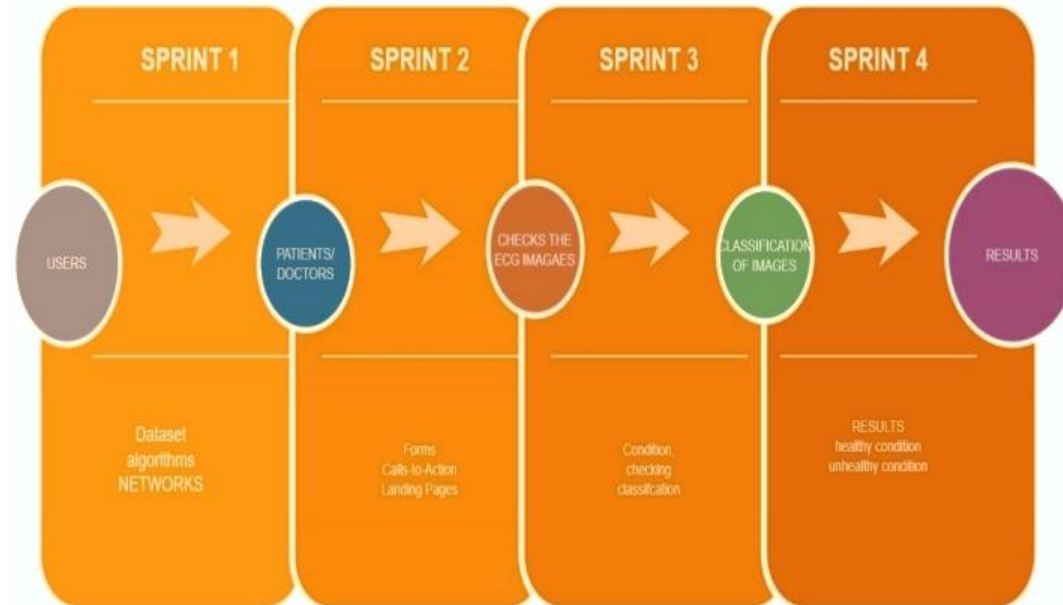 SPRINT 1
SPRINT 2
SPRINT 3
SPRINT 4
USERS
PATIENTS/
DOCTORS
CHECKS THE
ECG IMAGAES
CLASSIFICATION
OF IMAGES
RESULTS
Dataset
algorithms
NETWORKS
Forms
Calls-to-Action
Landing Pages
Condition,
checking
classifcation
RESULTS
healthy condition
unhealthy condition